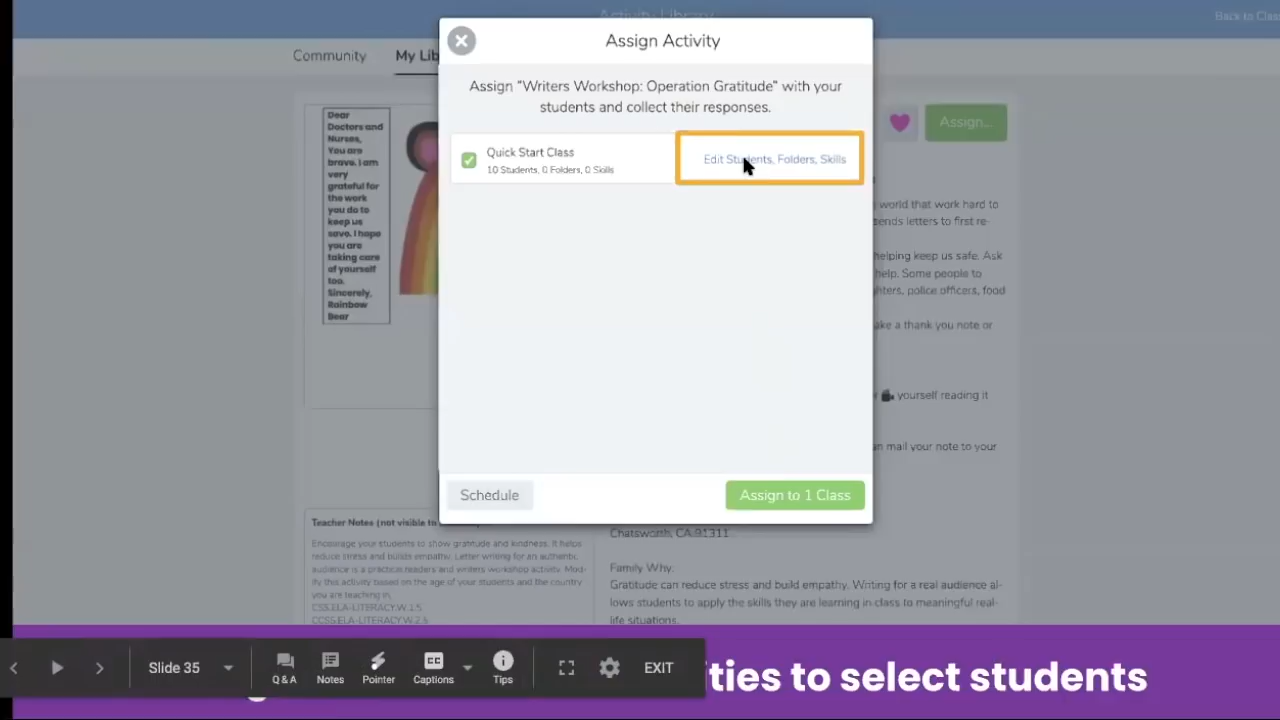 Activity Library
Back to Clas
Community
My Lib
Assign Activity
Assign "Writers Workshop: Operation Gratitude" with your
students and collect their responses.
Quick Start Class
10 Students, 0 Folders, 0 Skills
Edit Students, Folders, Skills
Schedule
Assign to 1 Class
Dear
Doctors and
Nurses,
You are
brave. I am
very
grateful for
the work
you do to
keep us
save. I hope
you are
taking care
of yourself
too.
Sincerely,
Rainbow
Bear
Assign...
world that work hard to
ends letters to first re-
helping keep us safe. Ask
help. Some people to
hters, police officers, food
ake a thank you note or
yourself reading it
an mail your note to your
Teacher Notes (not visible to
Encourage your students to show gratitude and kindness. It helps
reduce stress and builds empathy. Letter writing for an authentic
audience is a practical readers and writers workshop activity. Mod-
ify this activity based on the age of your students and the country
you are teaching in.
CSS.ELA-LITERACY.W.1.5
CCSS.ELA-LITERACY.W.2.6
Chatsworth, CA 91311
Family Why:
Gratitude can reduce stress and build empathy. Writing for a real audience al-
lows students to apply the skills they are learning in class to meaningful real-
life situations.
Slide 35
Q & A
Notes
Pointer
Captions
Tips
EXIT
ties to select students